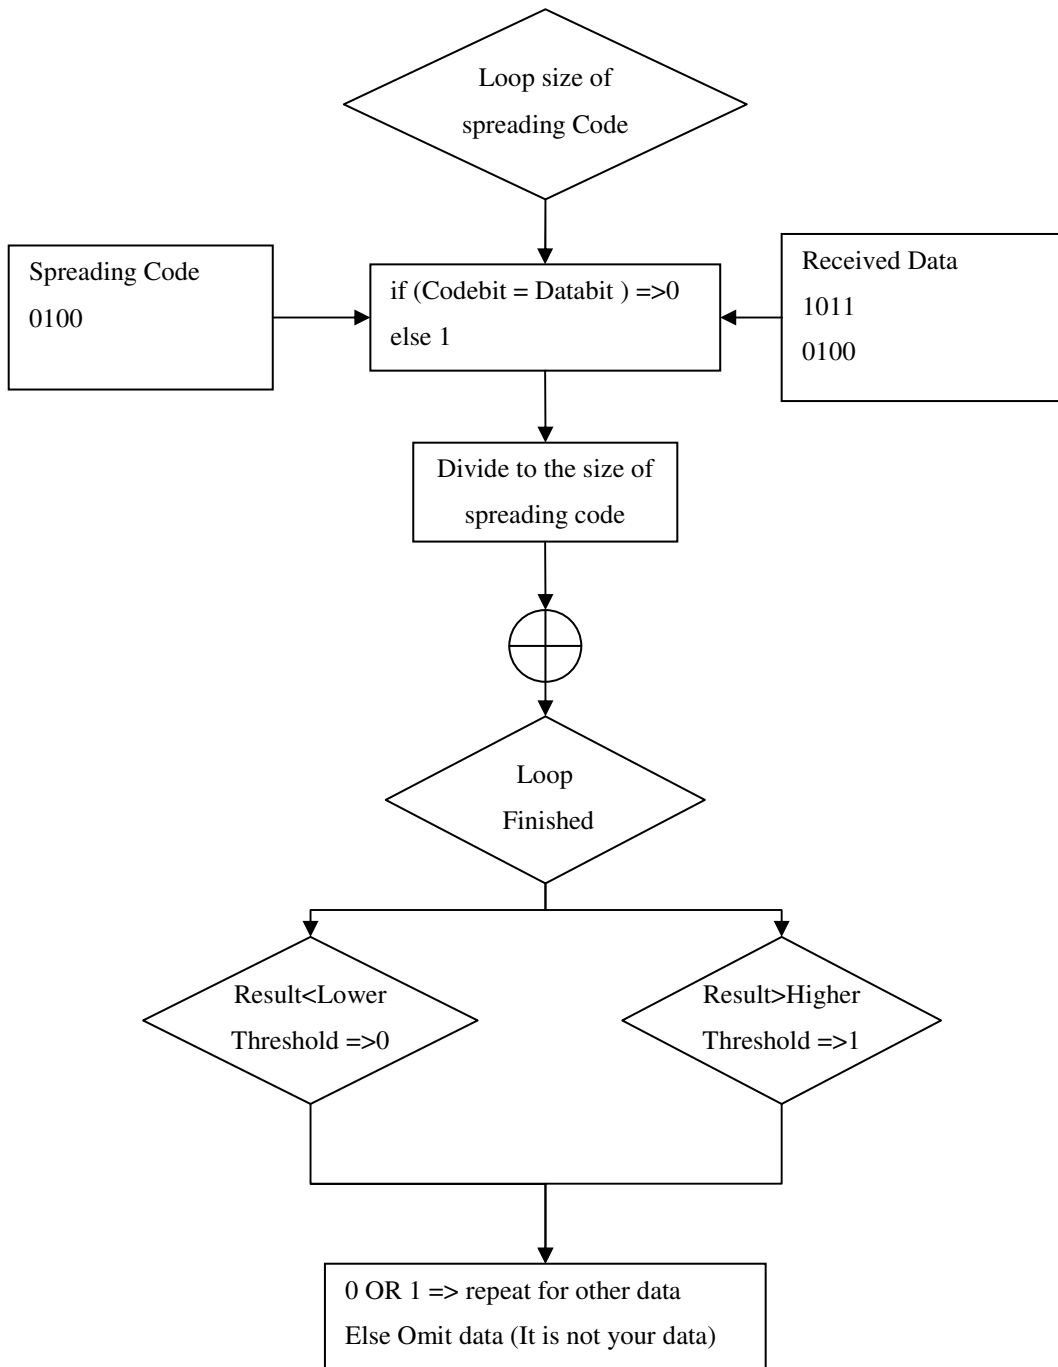 Loop size of
spreading Code
Spreading Code
0100
if (Codebit = Databit ) =>0
else 1
Received Data
1011
0100
Divide to the size of
spreading code
Loop
Finished
Result<Lower
Threshold =>0
Result>Higher
Threshold =>1
0 OR 1 => repeat for other data
Else Omit data (It is not your data)